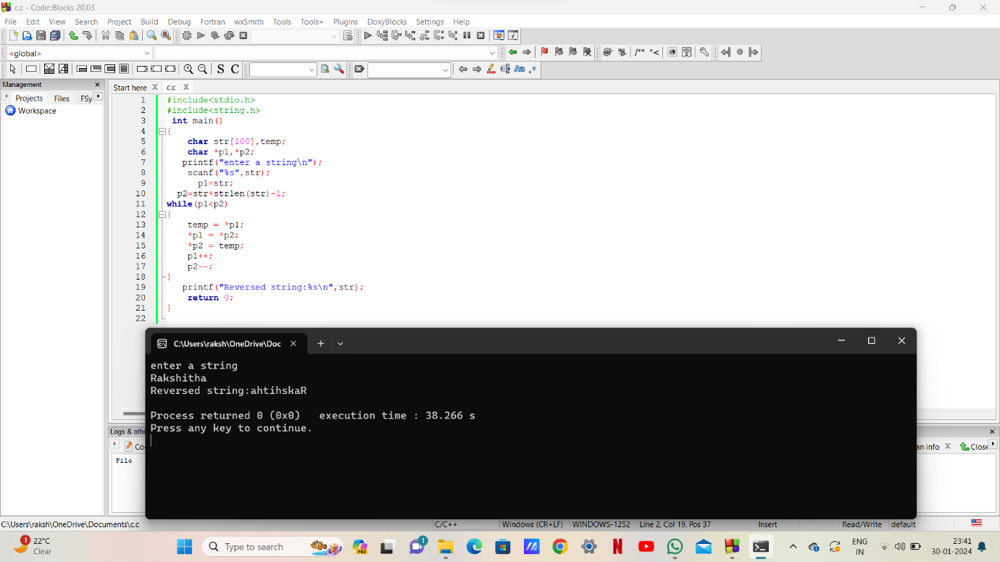 c.c - Code::Blocks 20.03
File Edit View Search Project Build Debug Fortran wxSmith Tools Tools+ Plugins DoxyBlocks Settings Help
<global>
/** *<
S C
Aa .*
Management
Projects Files FSy
Workspace
Start here c.c
1 #include<stdio.h>
2 #include<string.h>
3 int main()
4 {
5 char str[100],temp;
6 char *p1,*p2;
7 printf("enter a string\n");
8 scanf("%s",str);
9 p1=str;
10 p2=str+strlen(str)-1;
11 while(p1<p2)
12 {
13 temp = *p1;
14 *p1 = *p2;
15 *p2 = temp;
16 p1++;
17 p2--;
18 }
19 printf("Reversed string:%s\n",str);
20 return 0;
21 }
22
C:\Users\raksh\OneDrive\Doc
enter a string
Rakshitha
Reversed string:ahtihskaR
Process returned 0 (0x0) execution time : 38.266 s
Press any key to continue.
Logs & othe
Co
an info Close
File
C:\Users\raksh\OneDrive\Documents\c.c C/C++ Windows (CR+LF) WINDOWS-1252 Line 2, Col 19, Pos 37 Insert Read/Write default
1 22°C
Clear
Type to search
PRE
1
N
ENG
IN
23:41
30-01-2024